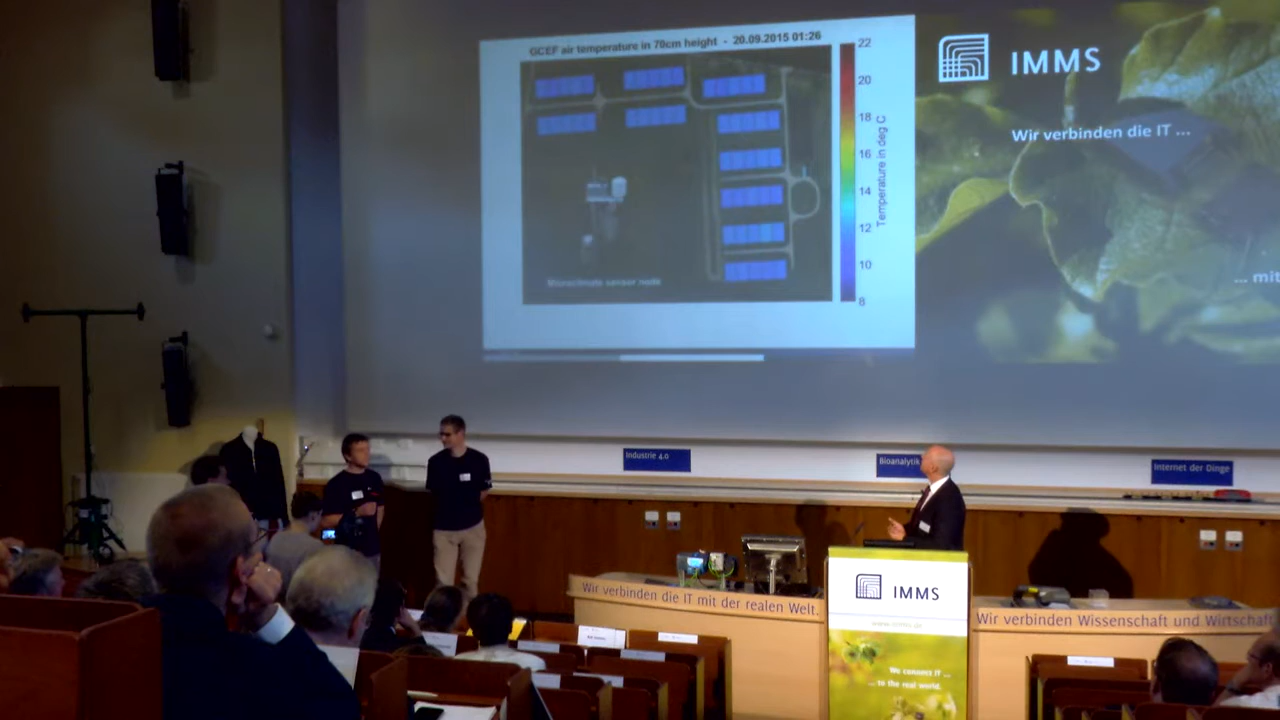 GCEF air temperature in 70cm height - 20.09.2015 01:26
22
20
18
16
14
12
10
8
Temperature in deg C
Microclimate sensor node
IMMS
Wir verbinden die IT ...
... mit
Industrie 4.0
Bioanalytik
Internet der Dinge
Wir verbinden die IT mit der realen Welt.
IMMS
www.imms.de
We connect IT ...
... to the real world.
Wir verbinden Wissenschaft und Wirtschaft